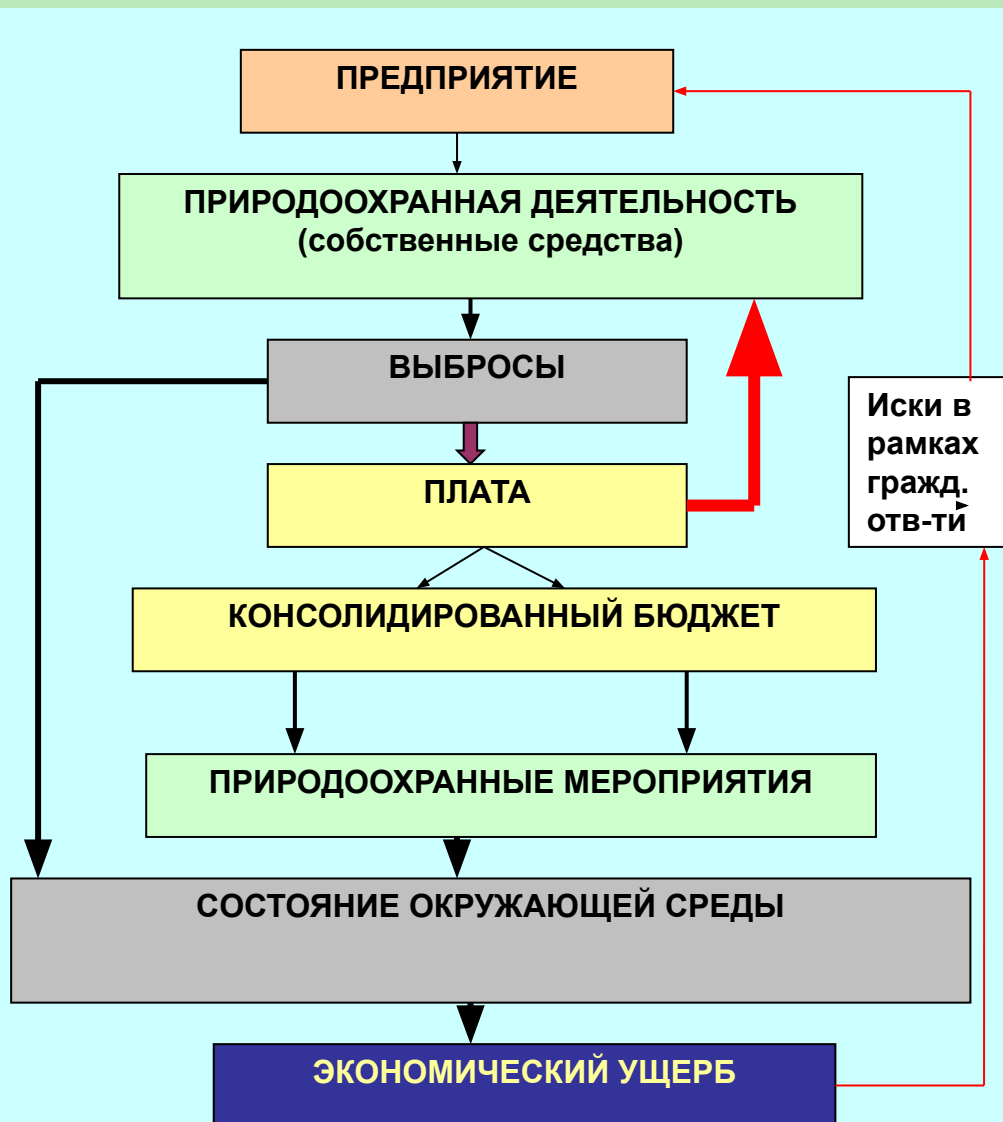 ПРЕДПРИЯТИЕ
ПРИРОДООХРАННАЯ ДЕЯТЕЛЬНОСТЬ
(собственные средства)
ВЫБРОСЫ
Иски в
рамках
гражд.
отв-ти
ПЛАТА
КОНСОЛИДИРОВАННЫЙ БЮДЖЕТ
ПРИРОДООХРАННЫЕ МЕРОПРИЯТИЯ
СОСТОЯНИЕ ОКРУЖАЮЩЕЙ СРЕДЫ
ЭКОНОМИЧЕСКИЙ УЩЕРБ